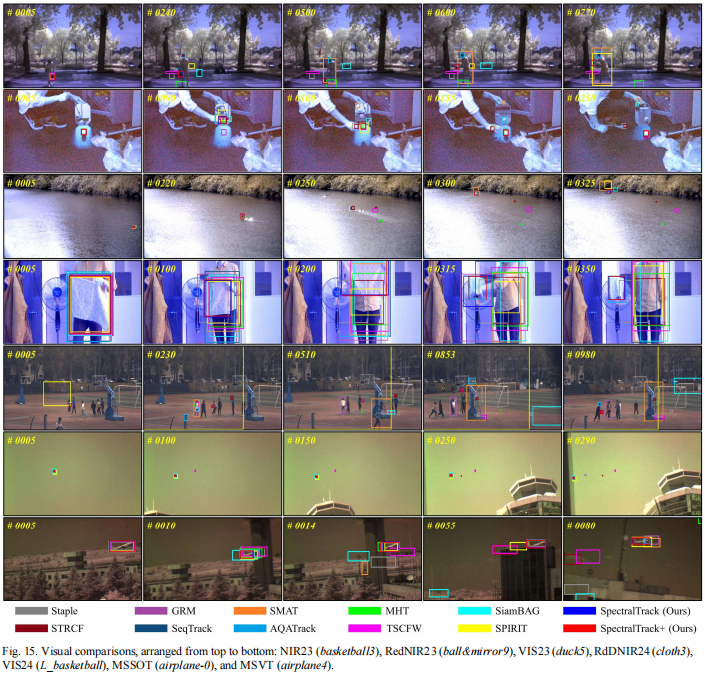 # 0005 # 0240 # 0500 # 0600 # 0770
# 0005 # 0220 # 0250 # 0300 # 0325
# 0005 # 0100 # 0200 # 0315 # 0350
# 0005 # 0230 # 0510 # 0853 # 0980
# 0005 # 0100 # 0150 # 0250 # 0290
# 0005 # 0010 # 0014 # 0055 # 0080
Staple GRM SMAT MHT SiamBAG SpectralTrack (Ours)
STRCF SeqTrack AQATrack TSCFW SPIRIT SpectralTrack+ (Ours)
Fig. 15. Visual comparisons, arranged from top to bottom: NIR23 (basketball3), RedNIR23 (ball&mirror9), VIS23 (duck5), RdDNIR24 (cloth3),
VIS24 (L_basketball), MSSOT (airplane-0), and MSVT (airplane4).